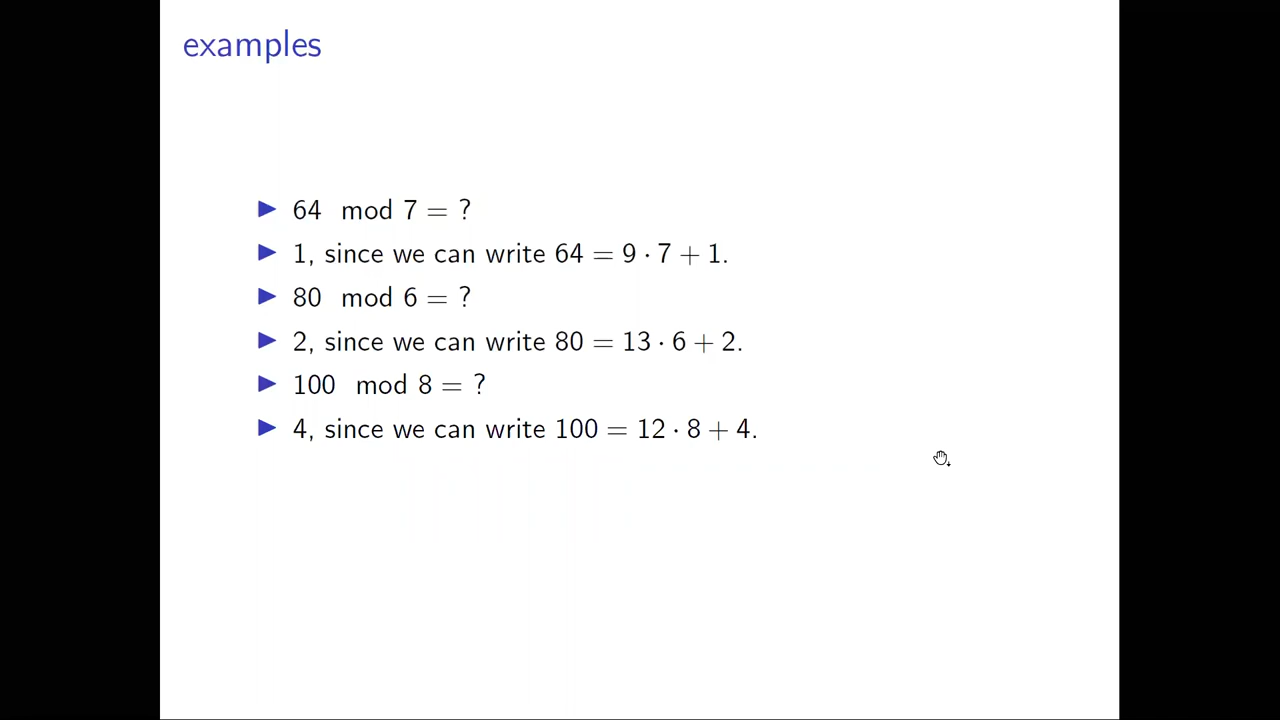 examples
▶ 64 mod 7 = ?
▶ 1, since we can write 64 = 9 · 7 + 1.
▶ 80 mod 6 = ?
▶ 2, since we can write 80 = 13 · 6 + 2.
▶ 100 mod 8 = ?
▶ 4, since we can write 100 = 12 · 8 + 4.